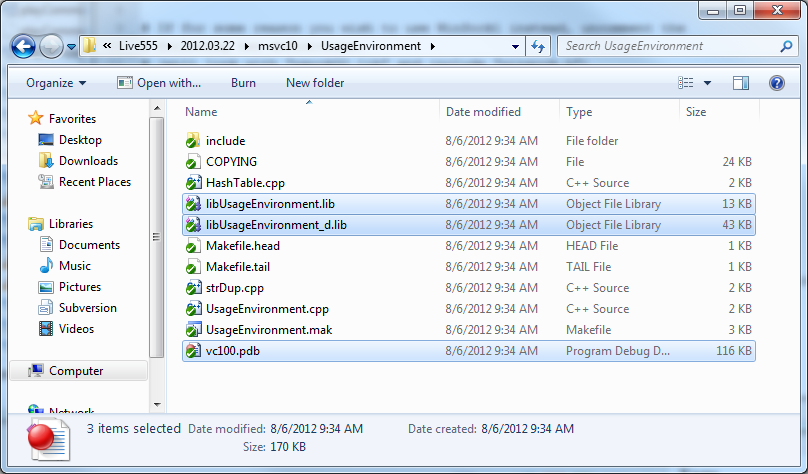 « Live555 ▸ 2012.03.22 ▸ msvc10 ▸ UsageEnvironment ▸ Search UsageEnvironment
Organize Open with... Burn New folder
Name Date modified Type Size
Favorites
Desktop
Downloads
Recent Places
Libraries
Documents
Music
Pictures
Subversion
Videos
Computer
Network
include 8/6/2012 9:34 AM File folder
COPYING 8/6/2012 9:34 AM File 24 KB
HashTable.cpp 8/6/2012 9:34 AM C++ Source 2 KB
libUsageEnvironment.lib 8/6/2012 9:34 AM Object File Library 13 KB
libUsageEnvironment_d.lib 8/6/2012 9:34 AM Object File Library 43 KB
Makefile.head 8/6/2012 9:34 AM HEAD File 1 KB
Makefile.tail 8/6/2012 9:34 AM TAIL File 1 KB
strDup.cpp 8/6/2012 9:34 AM C++ Source 2 KB
UsageEnvironment.cpp 8/6/2012 9:34 AM C++ Source 2 KB
UsageEnvironment.mak 8/6/2012 9:34 AM Makefile 3 KB
vc100.pdb 8/6/2012 9:34 AM Program Debug D... 116 KB
3 items selected Date modified: 8/6/2012 9:34 AM Date created: 8/6/2012 9:34 AM
Size: 170 KB